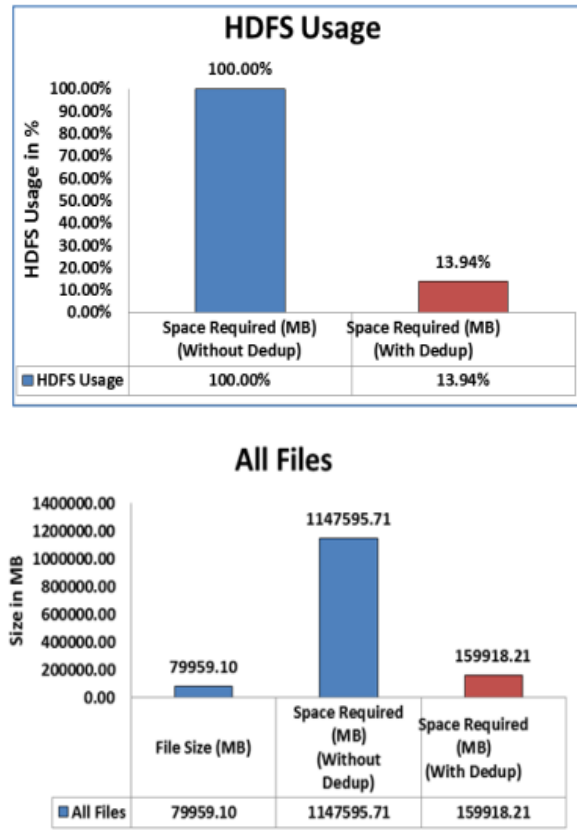 HDFS Usage
HDFS Usage in %
100.00%
90.00%
80.00%
70.00%
60.00%
50.00%
40.00%
30.00%
20.00%
10.00%
0.00%
100.00%
13.94%
Space Required (MB)
(Without Dedup)
Space Required (MB)
(With Dedup)
HDFS Usage 100.00% 13.94%
All Files
Size in MB
1400000.00
1200000.00
1000000.00
800000.00
600000.00
400000.00
200000.00
0.00
79959.10
1147595.71
159918.21
File Size (MB)
Space Required
(MB)
(Without
Dedup)
Space Required
(MB)
(With Dedup)
All Files 79959.10 1147595.71 159918.21